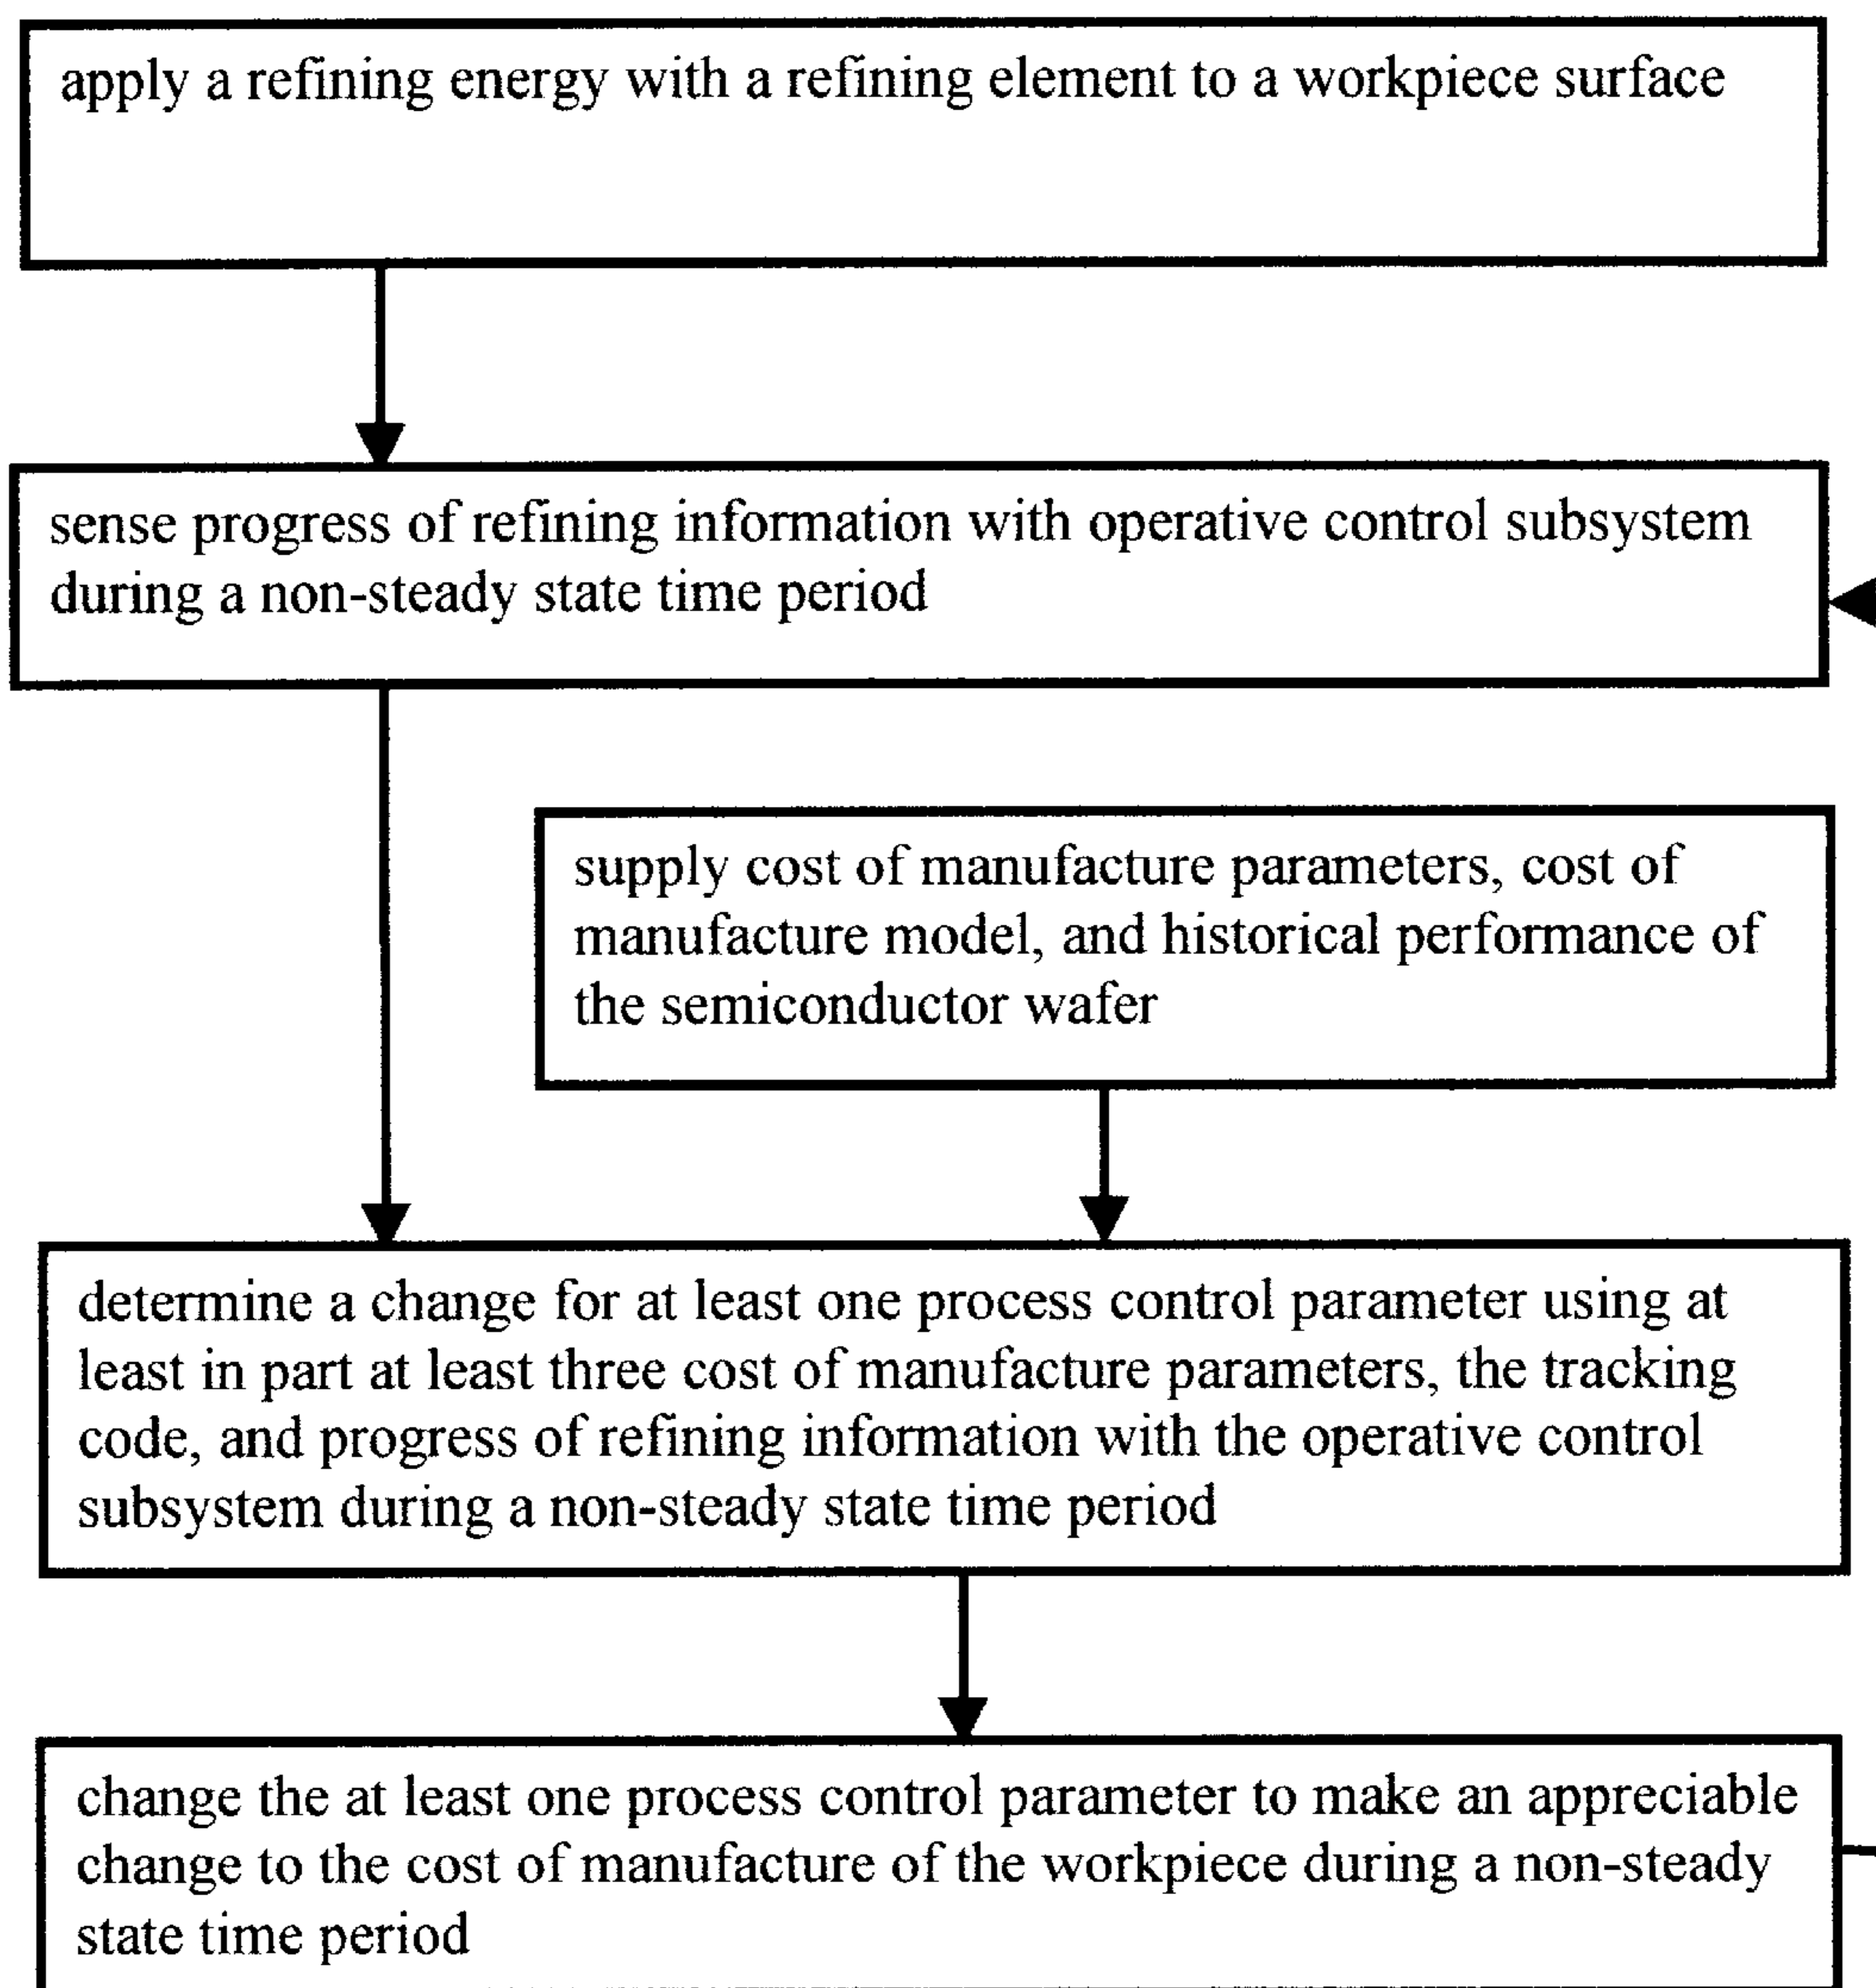 apply a refining energy with a refining element to a workpiece surface
sense progress of refining information with operative control subsystem
during a non-steady state time period
supply cost of manufacture parameters, cost of
manufacture model, and historical performance of
the semiconductor wafer
determine a change for at least one process control parameter using at
least in part at least three cost of manufacture parameters, the tracking
code, and progress of refining information with the operative control
subsystem during a non-steady state time period
change the at least one process control parameter to make an appreciable
change to the cost of manufacture of the workpiece during a non-steady
state time period